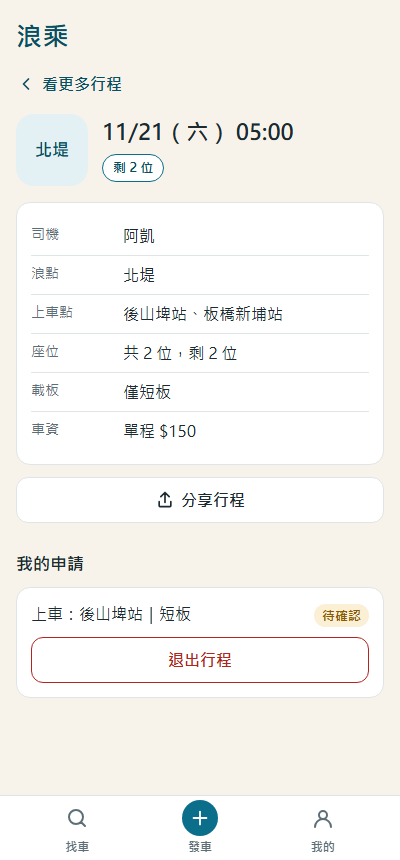 浪乘
看更多行程
北堤
11/21（六）05:00
剩 2 位
司機 阿凱
浪點 北堤
上車點 後山埤站、板橋新埔站
座位 共 2 位，剩 2 位
載板 僅短板
車資 單程 $150
分享行程
我的申請
上車：後山埤站 | 短板 待確認
退出行程
找車 發車 我的